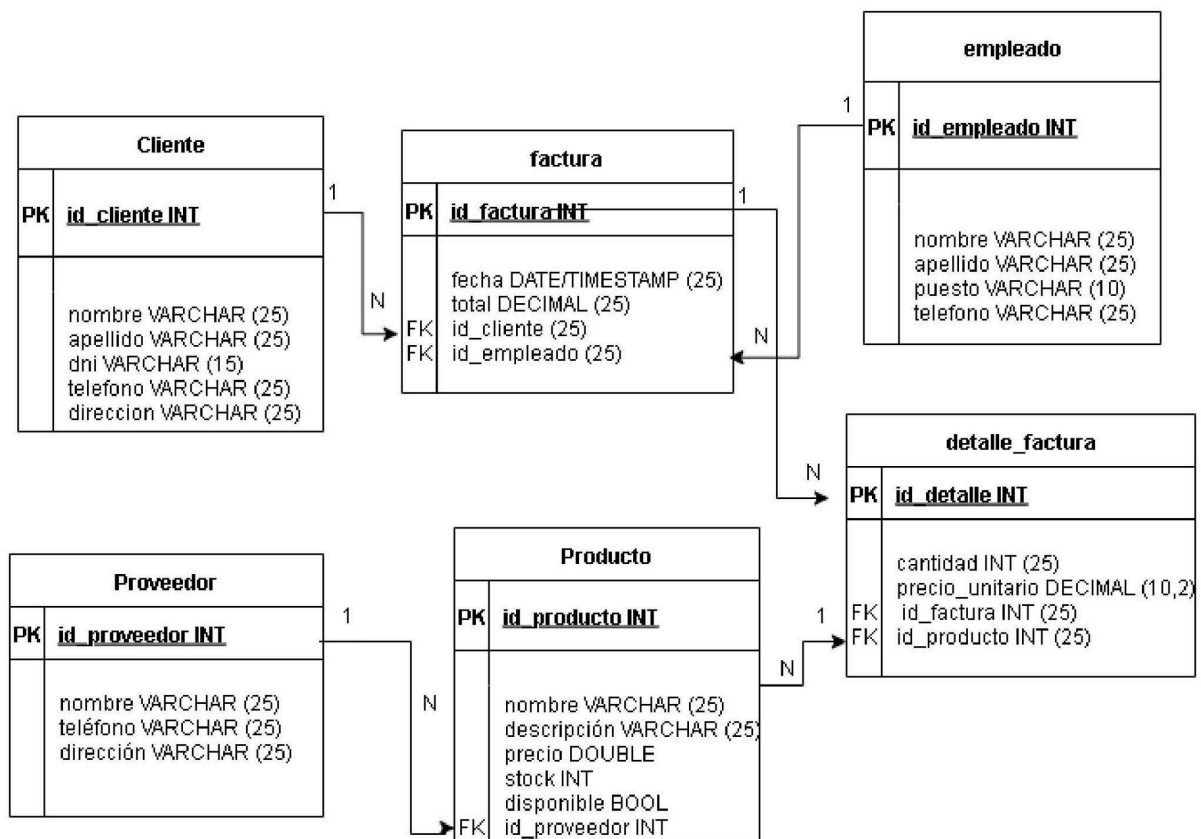 Cliente
PK id_cliente INT
nombre VARCHAR (25)
apellido VARCHAR (25)
dni VARCHAR (15)
telefono VARCHAR (25)
direccion VARCHAR (25)
1
N
factura
PK id_factura INT
fecha DATE/TIMESTAMP (25)
total DECIMAL (25)
FK id_cliente (25)
FK id_empleado (25)
1
N
empleado
1
PK id_empleado INT
nombre VARCHAR (25)
apellido VARCHAR (25)
puesto VARCHAR (10)
telefono VARCHAR (25)
N
detalle_factura
PK id_detalle INT
cantidad INT (25)
precio_unitario DECIMAL (10,2)
FK id_factura INT (25)
FK id_producto INT (25)
Proveedor
PK id_proveedor INT
nombre VARCHAR (25)
teléfono VARCHAR (25)
dirección VARCHAR (25)
1
N
Producto
PK id_producto INT
nombre VARCHAR (25)
descripción VARCHAR (25)
precio DOUBLE
stock INT
disponible BOOL
FK id_proveedor INT
1
N